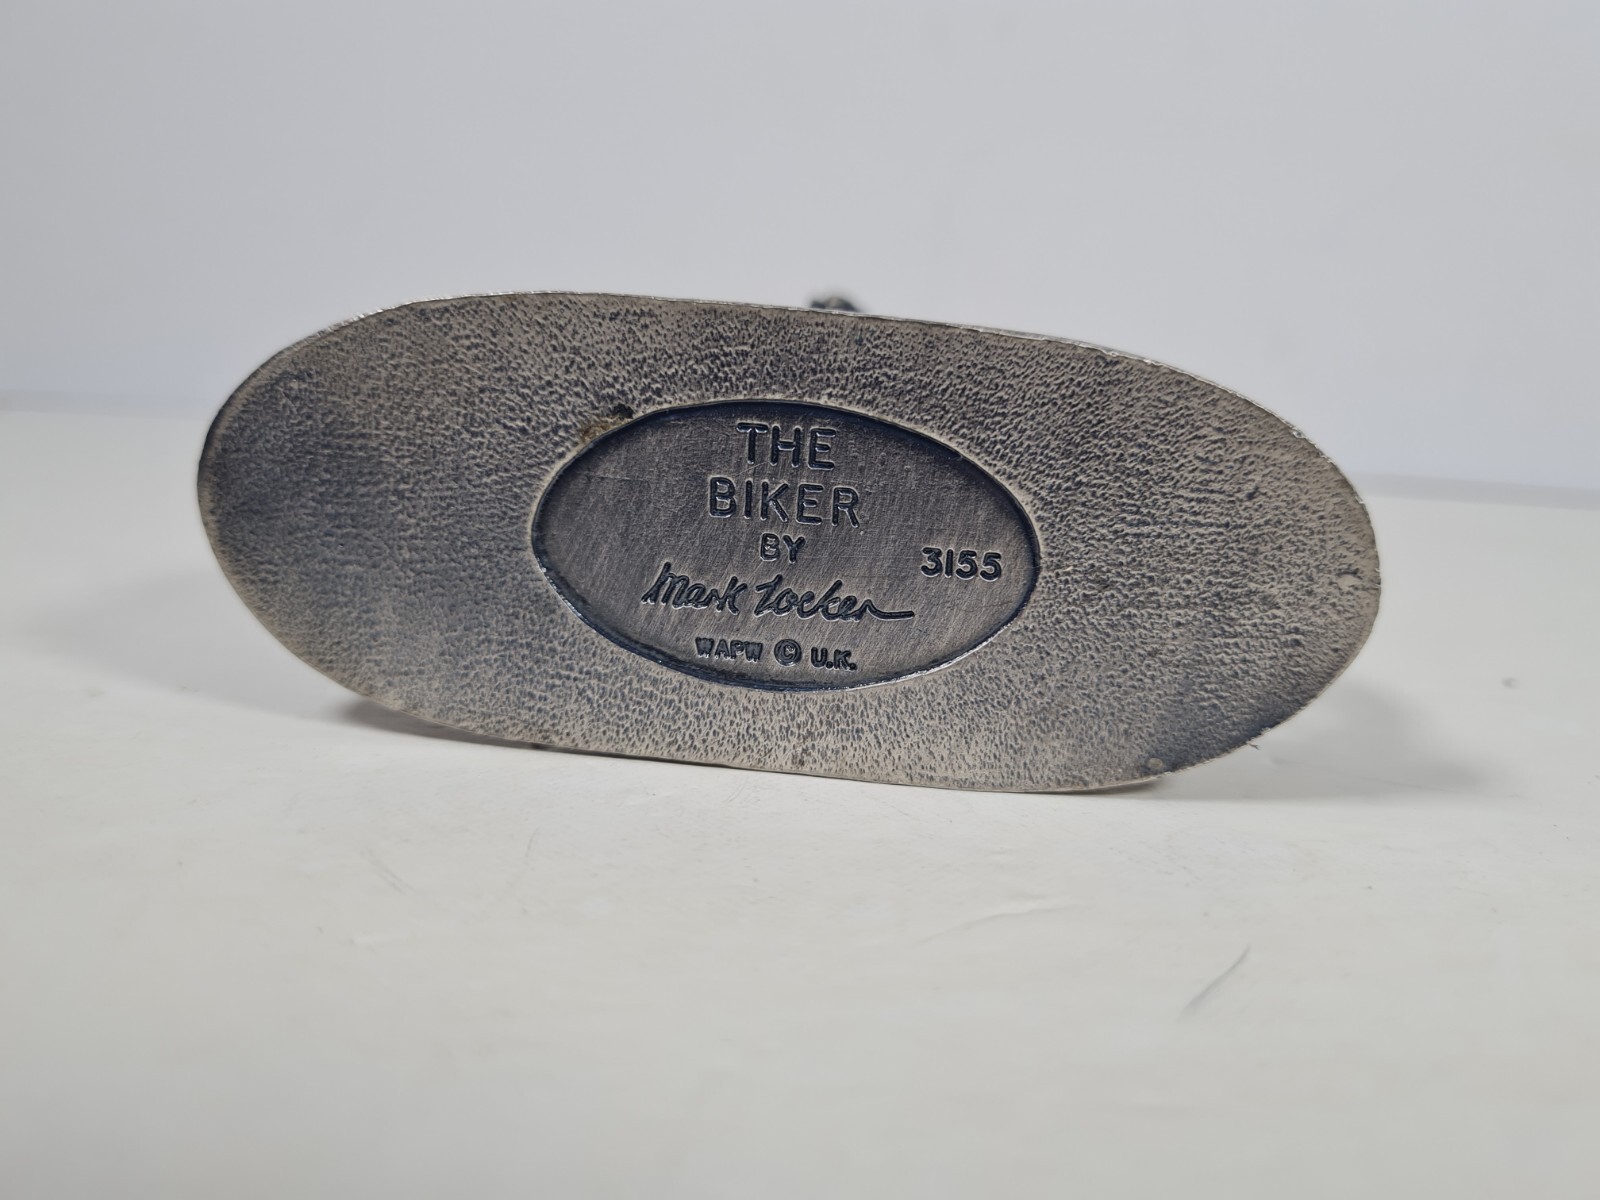 THE
BIKER
BY
3155
Mark Locker
WAPW © U.K.